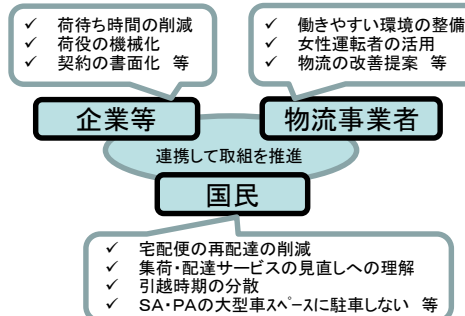 ✓ 荷待ち時間の削減
✓ 荷役の機械化
✓ 契約の書面化 等
✓ 働きやすい環境の整備
✓ 女性運転者の活用
✓ 物流の改善提案 等
企業等
物流事業者
連携して取組を推進
国民
✓ 宅配便の再配達の削減
✓ 集荷・配達サービスの見直しへの理解
✓ 引越時期の分散
✓ SA・PAの大型車スペースに駐車しない 等